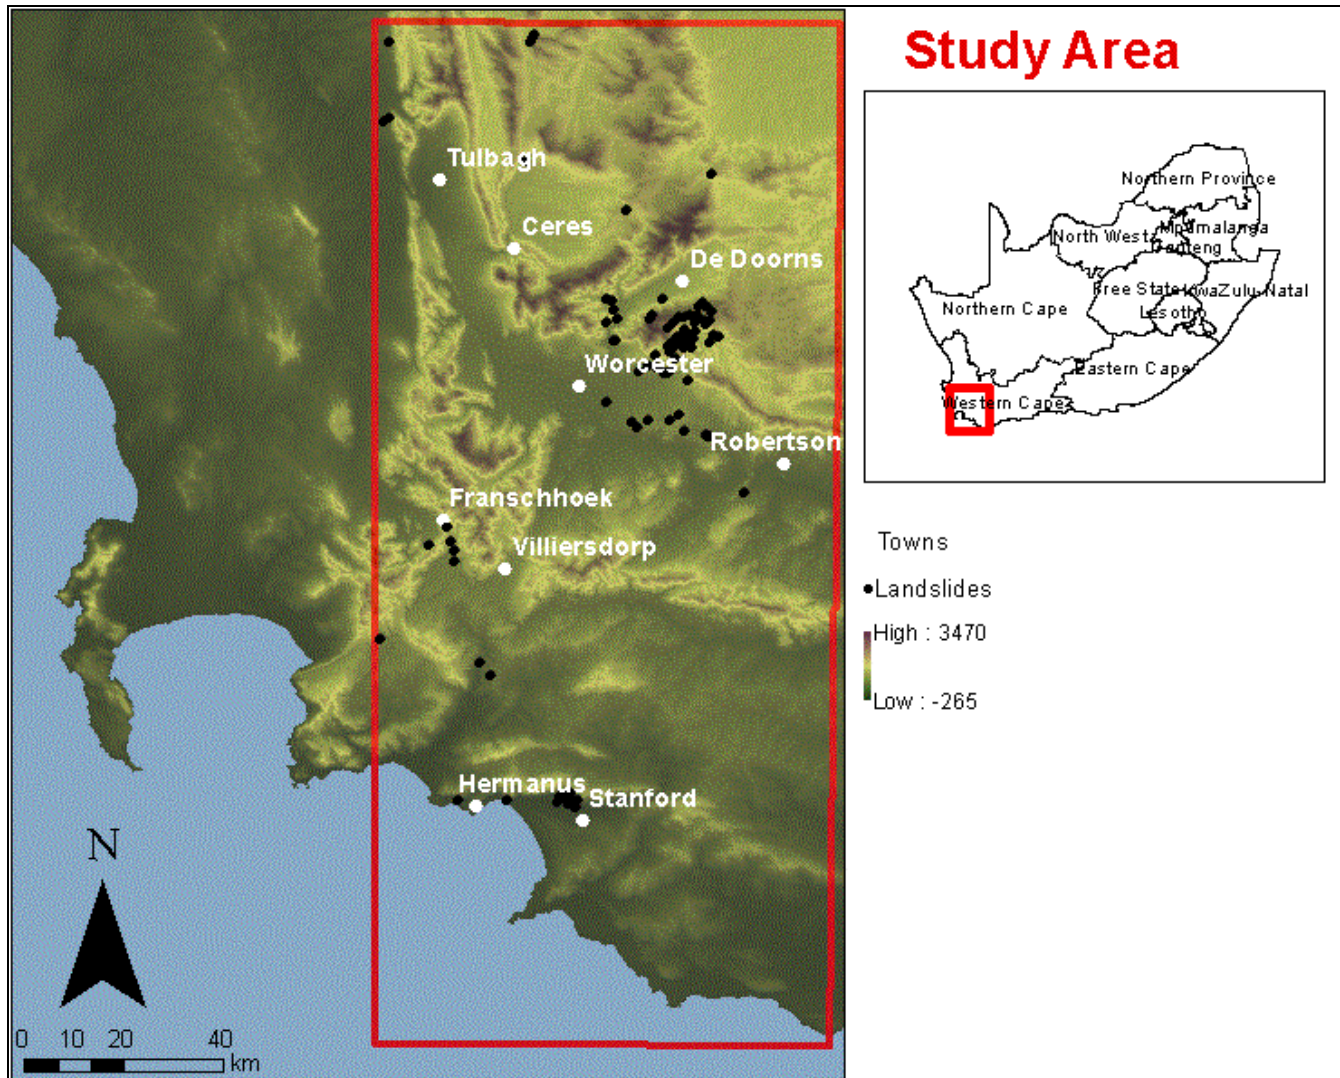 Study Area
Tulbagh
Ceres
De Doorns
Worcester
Robertson
Franschhoek
Villiersdorp
Hermanus
Stanford
N
0 10 20 40
km
Northern Province
North West
Mpumalanga
Free State
KwaZulu-Natal
Lesotho
Northern Cape
Eastern Cape
Western Cape
Towns
Landslides
High : 3470
Low : -265